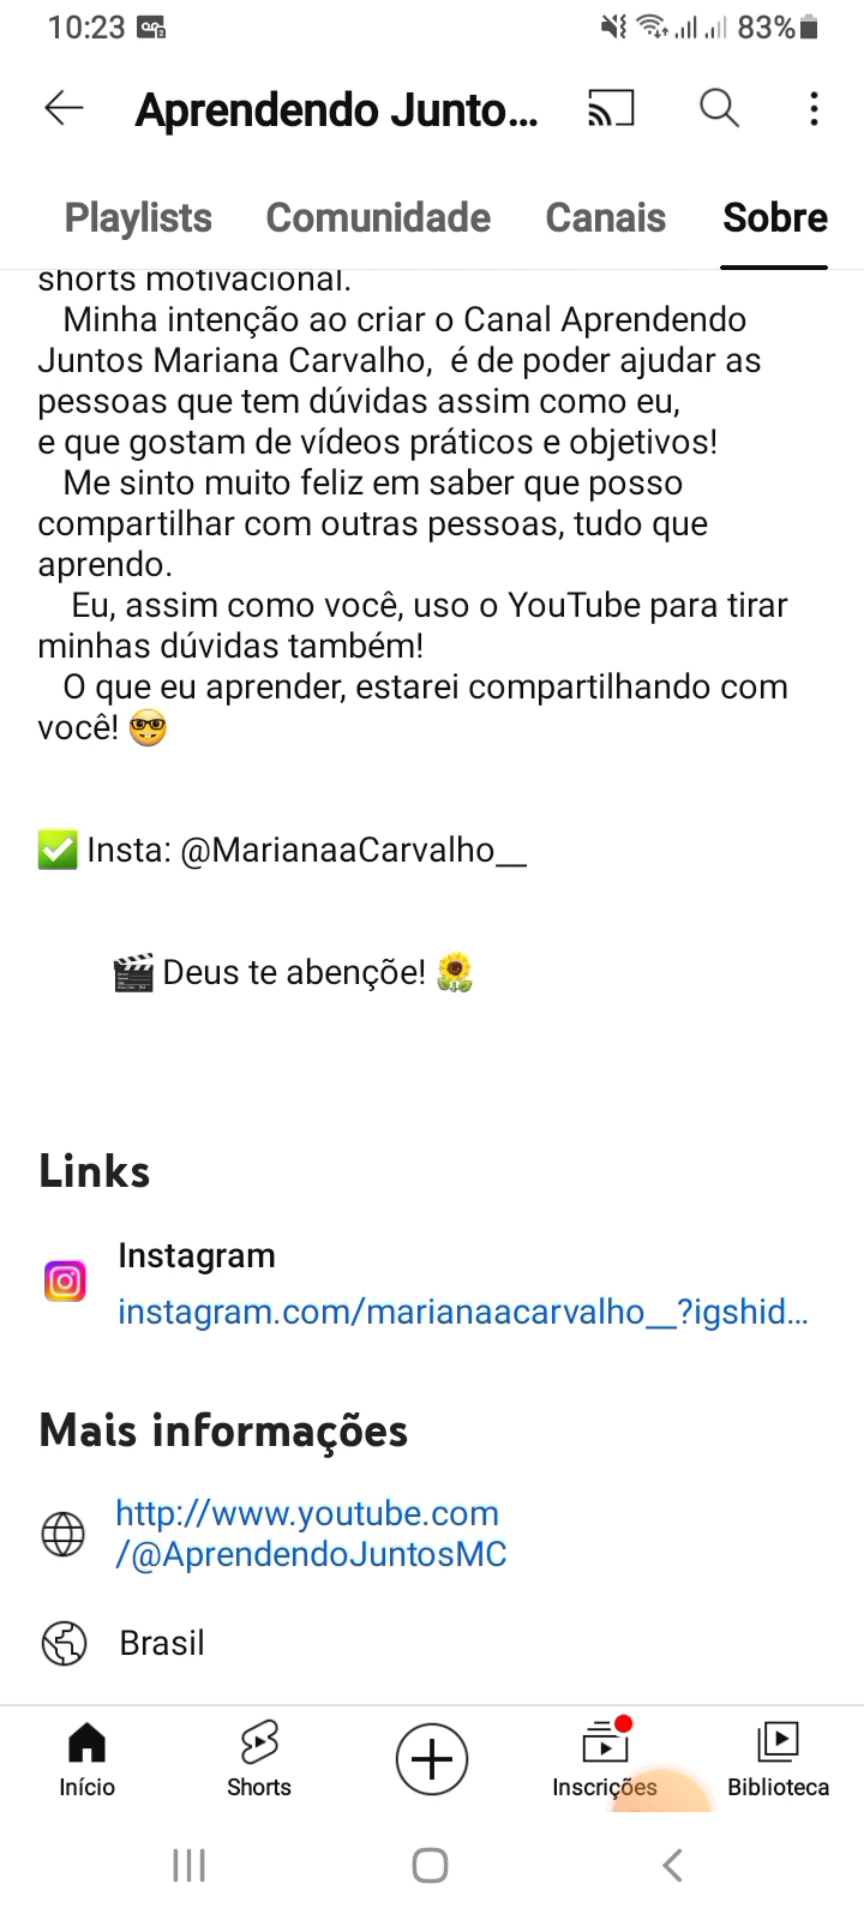 10:23
83%
Aprendendo Junto...
Playlists Comunidade Canais Sobre
shorts motivacional.
Minha intenção ao criar o Canal Aprendendo
Juntos Mariana Carvalho, é de poder ajudar as
pessoas que tem dúvidas assim como eu,
e que gostam de vídeos práticos e objetivos!
Me sinto muito feliz em saber que posso
compartilhar com outras pessoas, tudo que
aprendo.
Eu, assim como você, uso o YouTube para tirar
minhas dúvidas também!
O que eu aprender, estarei compartilhando com
você! 🤓
✅ Insta: @MarianaaCarvalho__
🎬 Deus te abençõe! 🌻
Links
Instagram
instagram.com/marianaacarvalho__?igshid...
Mais informações
http://www.youtube.com
/@AprendendoJuntosMC
Brasil
Início Shorts Inscrições Biblioteca